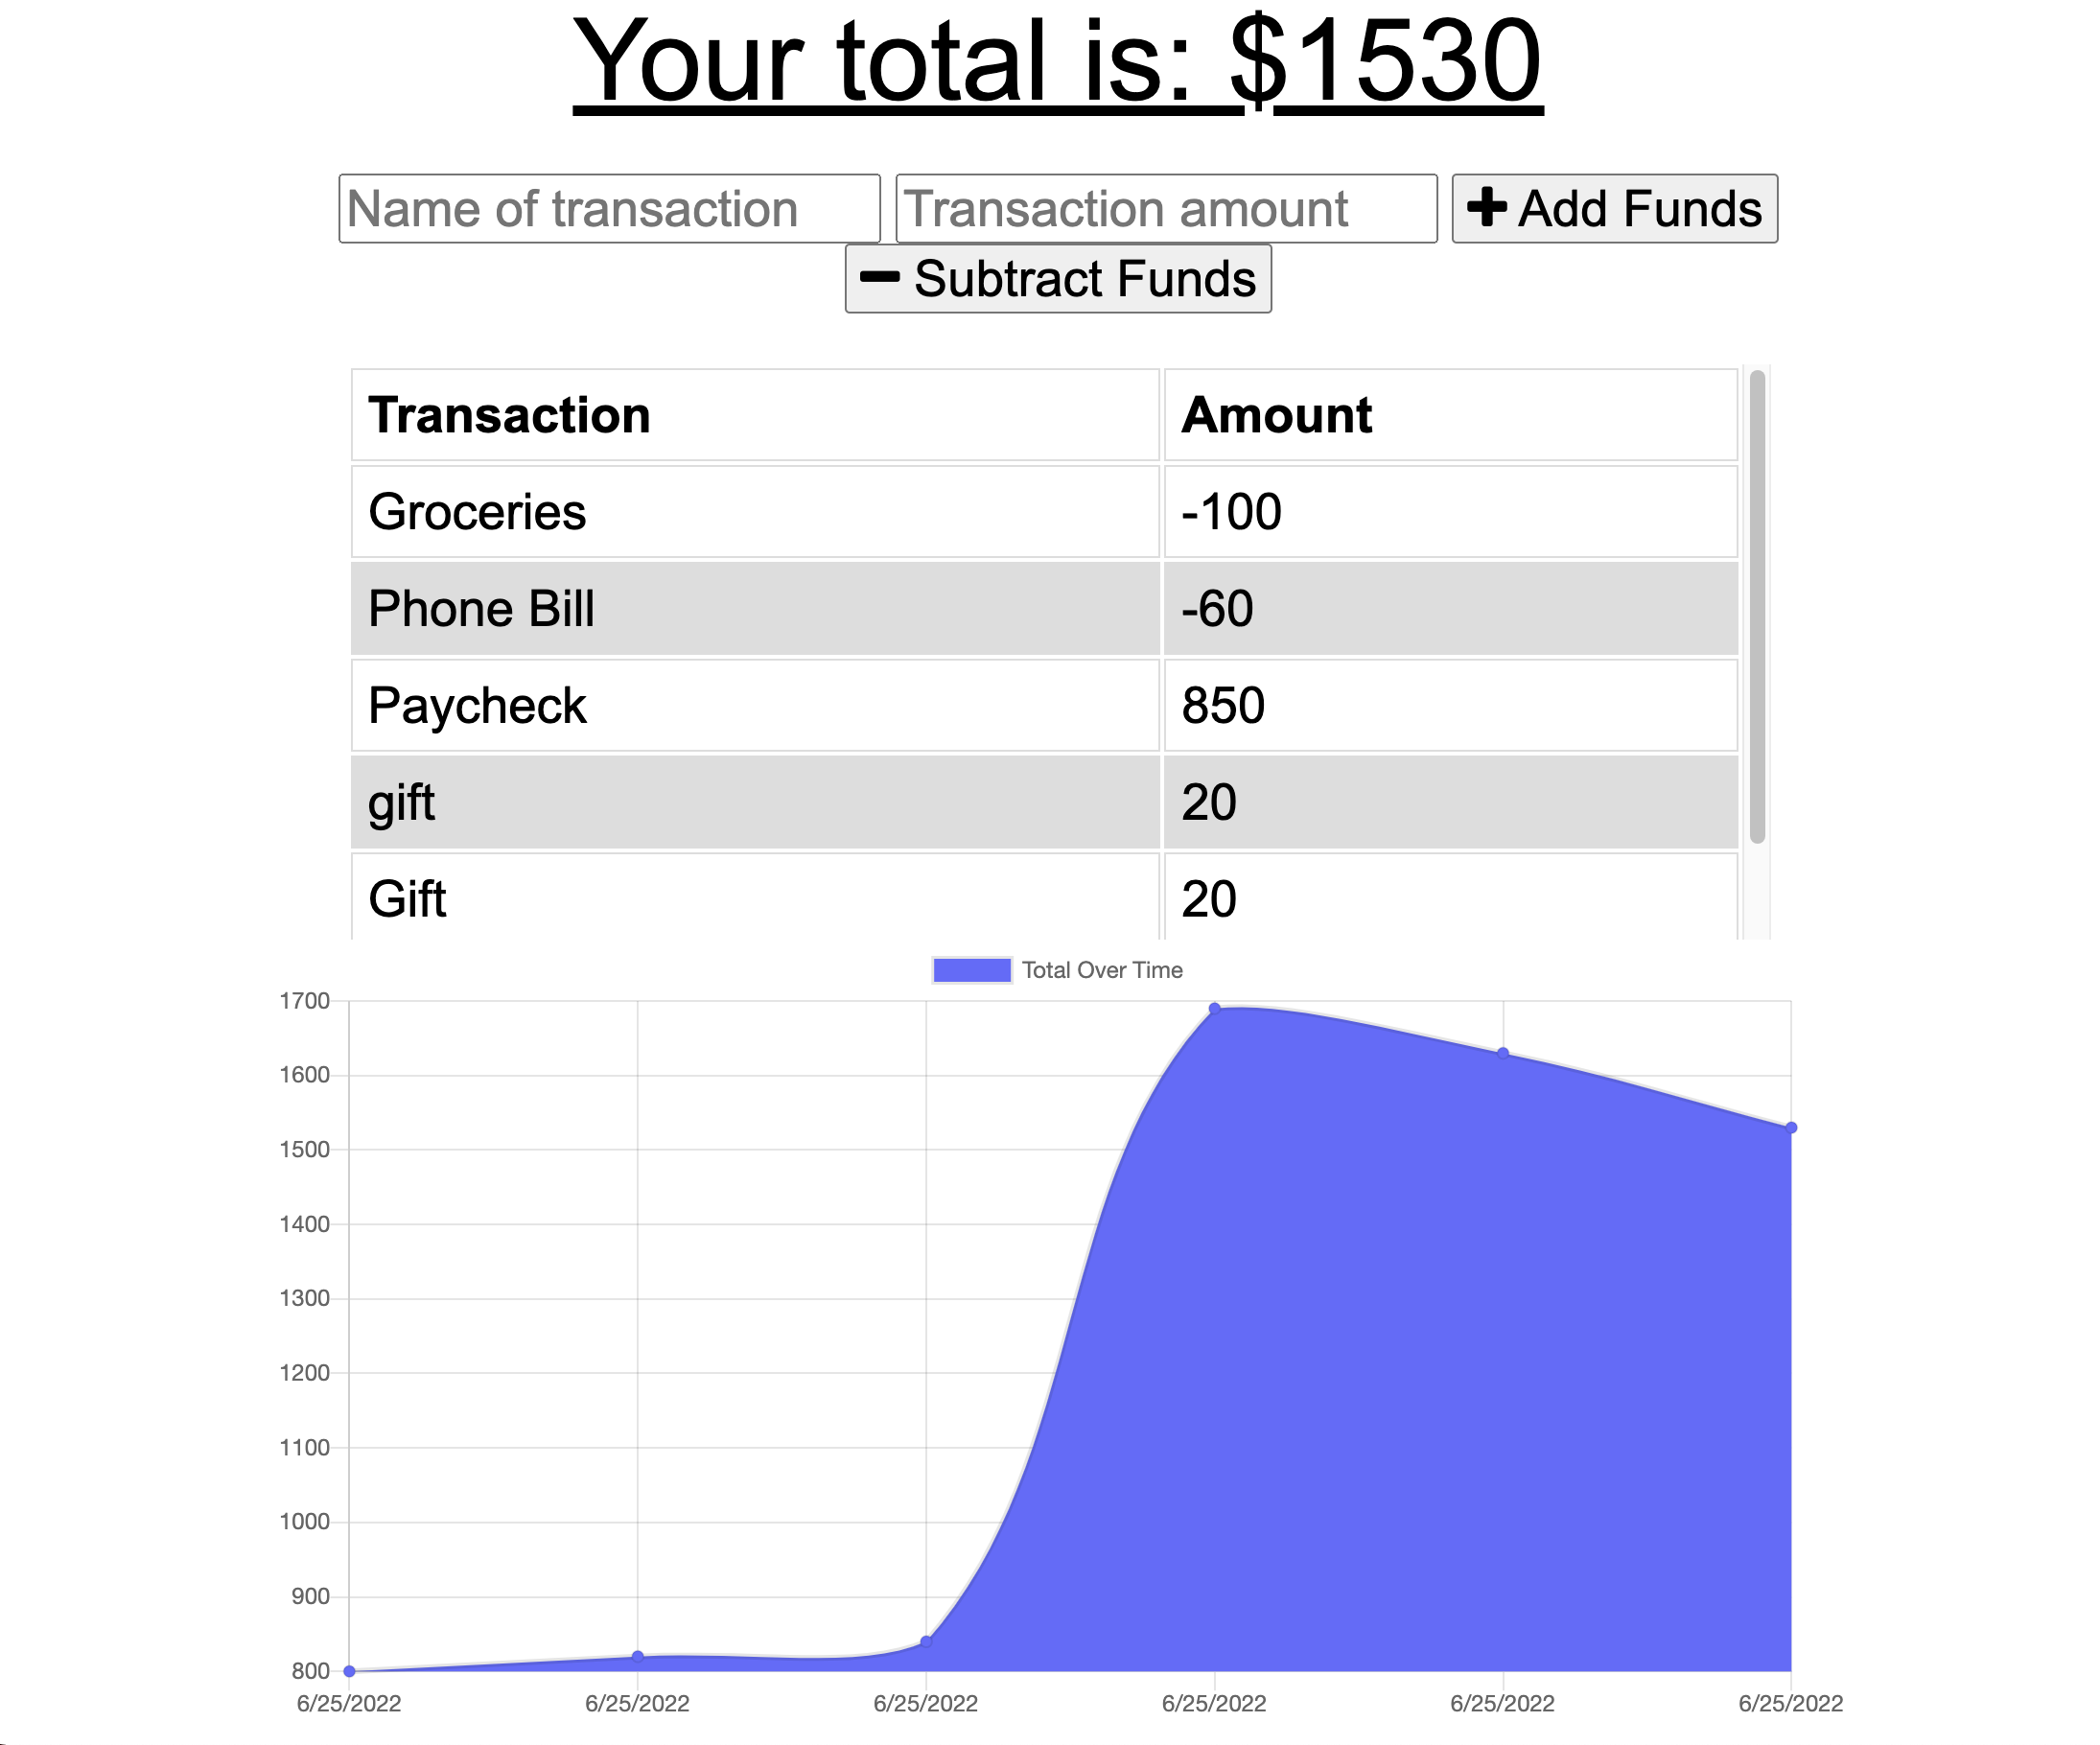 Your total is: $1530
Name of transaction Transaction amount Add Funds
Subtract Funds
Transaction Amount
Groceries -100
Phone Bill -60
Paycheck 850
gift 20
Gift 20
Total Over Time
1700
1600
1500
1400
1300
1200
1100
1000
900
800
6/25/2022 6/25/2022 6/25/2022 6/25/2022 6/25/2022 6/25/2022